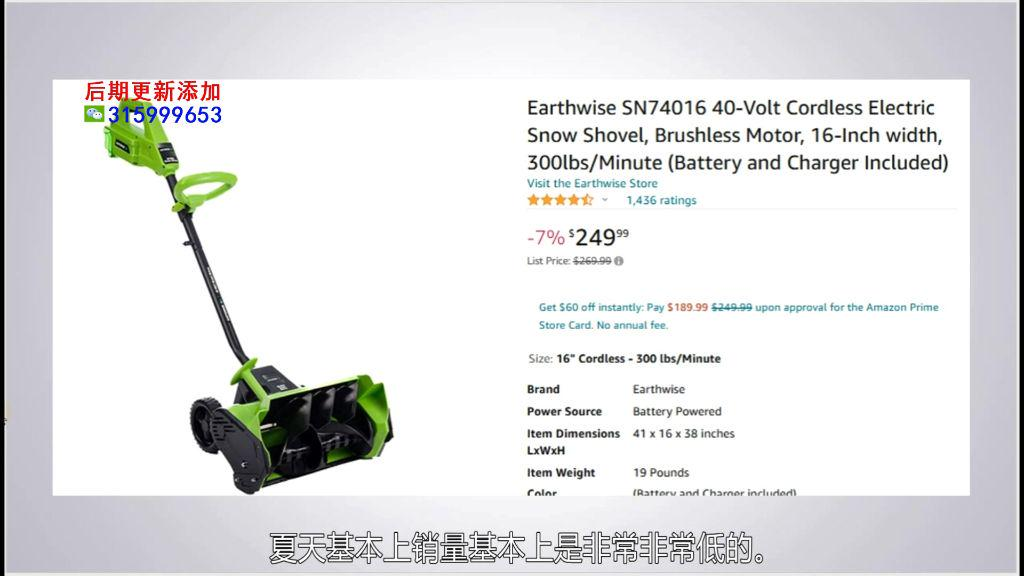 后期更新添加
315999653
Earthwise SN74016 40-Volt Cordless Electric
Snow Shovel, Brushless Motor, 16-Inch width,
300lbs/Minute (Battery and Charger Included)
Visit the Earthwise Store
1,436 ratings
-7% $24999
List Price: $269.99
Get $60 off instantly: Pay $189.99 $249.99 upon approval for the Amazon Prime
Store Card. No annual fee.
Size: 16" Cordless - 300 lbs/Minute
Brand Earthwise
Power Source Battery Powered
Item Dimensions 41 x 16 x 38 inches
LxWxH
Item Weight 19 Pounds
Color (Battery and Charger included)
夏天基本上销量基本上是非常非常低的。